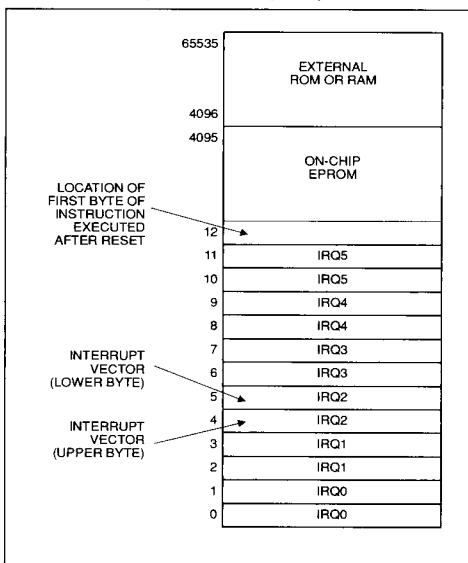 65535
EXTERNAL
ROM OR RAM
4096
4095
ON-CHIP
EPROM
LOCATION OF
FIRST BYTE OF
INSTRUCTION
EXECUTED
AFTER RESET
12
11 IRQ5
10 IRQ5
9 IRQ4
8 IRQ4
7 IRQ3
6 IRQ3
INTERRUPT
VECTOR
(LOWER BYTE)
5 IRQ2
4 IRQ2
INTERRUPT
VECTOR
(UPPER BYTE)
3 IRQ1
2 IRQ1
1 IRQ0
0 IRQ0